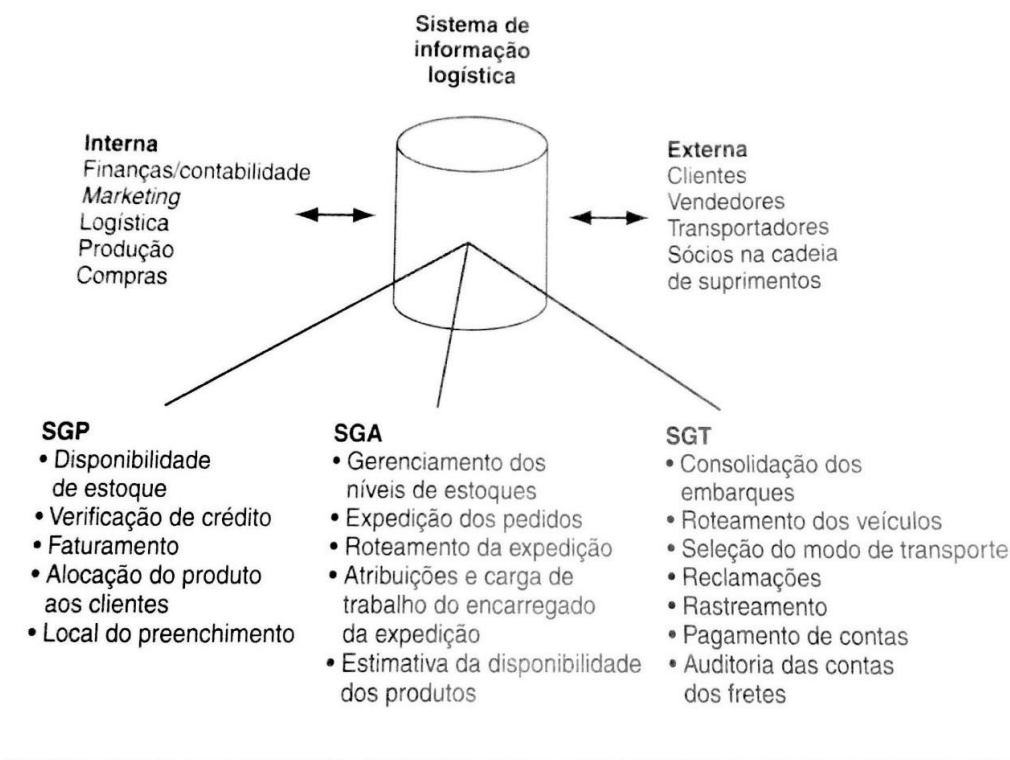 Sistema de
informação
logística
Interna
Finanças/contabilidade
Marketing
Logística
Produção
Compras
Externa
Clientes
Vendedores
Transportadores
Sócios na cadeia
de suprimentos
SGP
• Disponibilidade
de estoque
• Verificação de crédito
• Faturamento
• Alocação do produto
aos clientes
• Local do preenchimento
SGA
• Gerenciamento dos
níveis de estoques
• Expedição dos pedidos
• Roteamento da expedição
• Atribuições e carga de
trabalho do encarregado
da expedição
• Estimativa da disponibilidade
dos produtos
SGT
• Consolidação dos
embarques
• Roteamento dos veículos
• Seleção do modo de transporte
• Reclamações
• Rastreamento
• Pagamento de contas
• Auditoria das contas
dos fretes